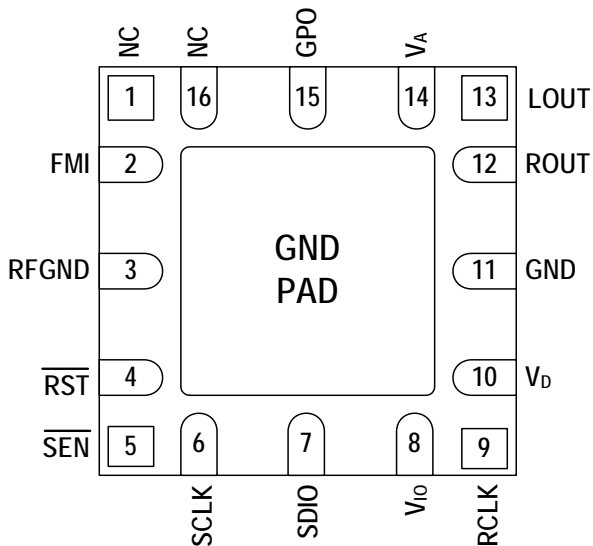 NC
NC
GPO
VA
1
16
15
14
13
LOUT
FMI
2
12
ROUT
RFGND
3
GND
PAD
11
GND
RST
4
10
VD
SEN
5
6
7
8
9
SCLK
SDIO
VIO
RCLK